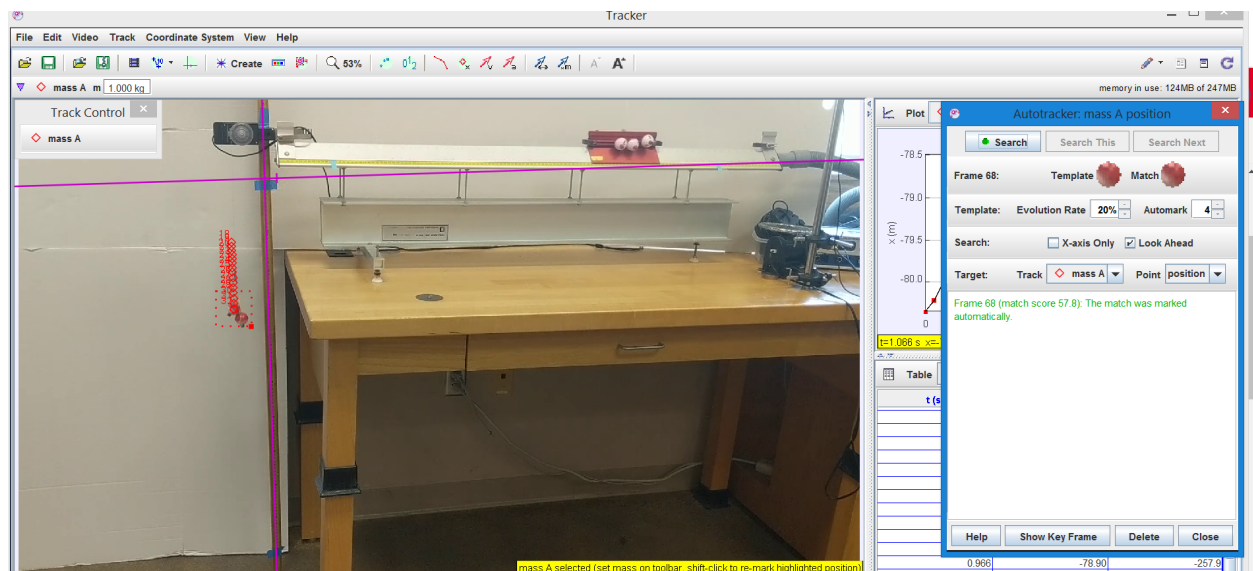 Tracker
File Edit Video Track Coordinate System View Help
Create 53%
mass A m 1.000 kg
memory in use: 124MB of 247MB
Track Control
mass A
Plot
-78.5
-79.0
-79.5
-80.0
x (m)
0
t=1.066 s x=-
Table
t (s
0.966 -78.90 -257.9
mass A selected (set mass on toolbar, shift-click to re-mark highlighted position)
Autotracker: mass A position
Search Search This Search Next
Frame 68: Template Match
Template: Evolution Rate 20% Automark 4
Search: X-axis Only Look Ahead
Target: Track mass A Point position
Frame 68 (match score 57.8): The match was marked
automatically.
Help Show Key Frame Delete Close